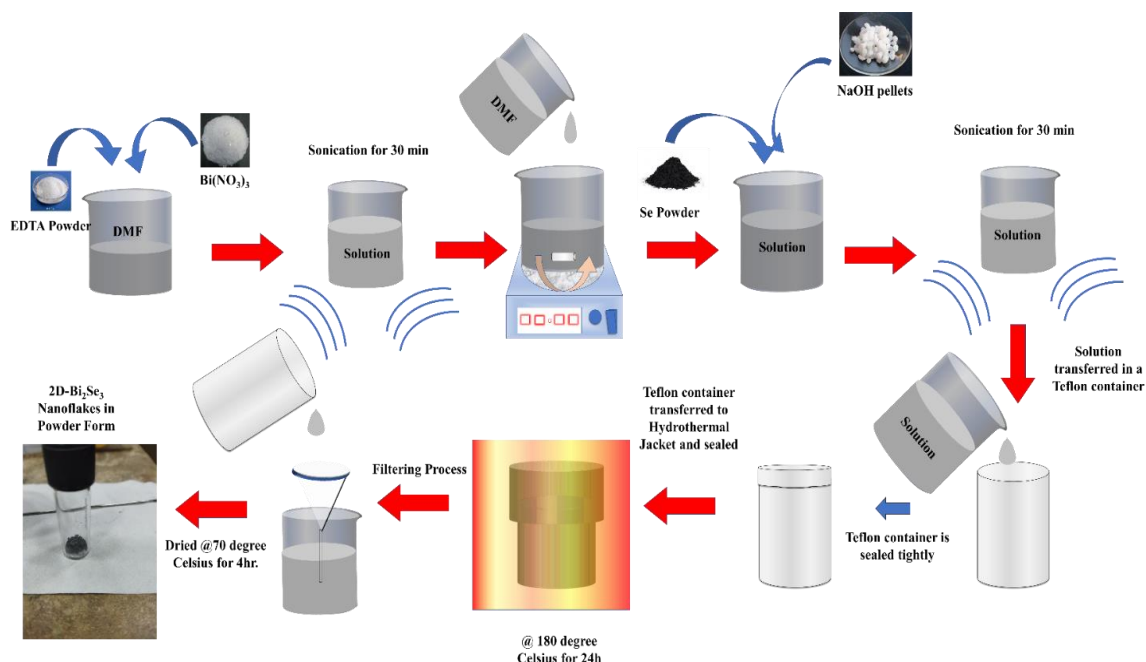 EDTA Powder
Bi(NO₃)₃
DMF
Sonication for 30 min
Solution
DMF
Se Powder
NaOH pellets
Solution
Sonication for 30 min
Solution
Solution
transferred in a
Teflon container
Solution
Teflon container is
sealed tightly
Teflon container
transferred to
Hydrothermal
Jacket and sealed
@ 180 degree
Celsius for 24h
Filtering Process
Dried @70 degree
Celsius for 4hr.
2D-Bi₂Se₃
Nanoflakes in
Powder Form